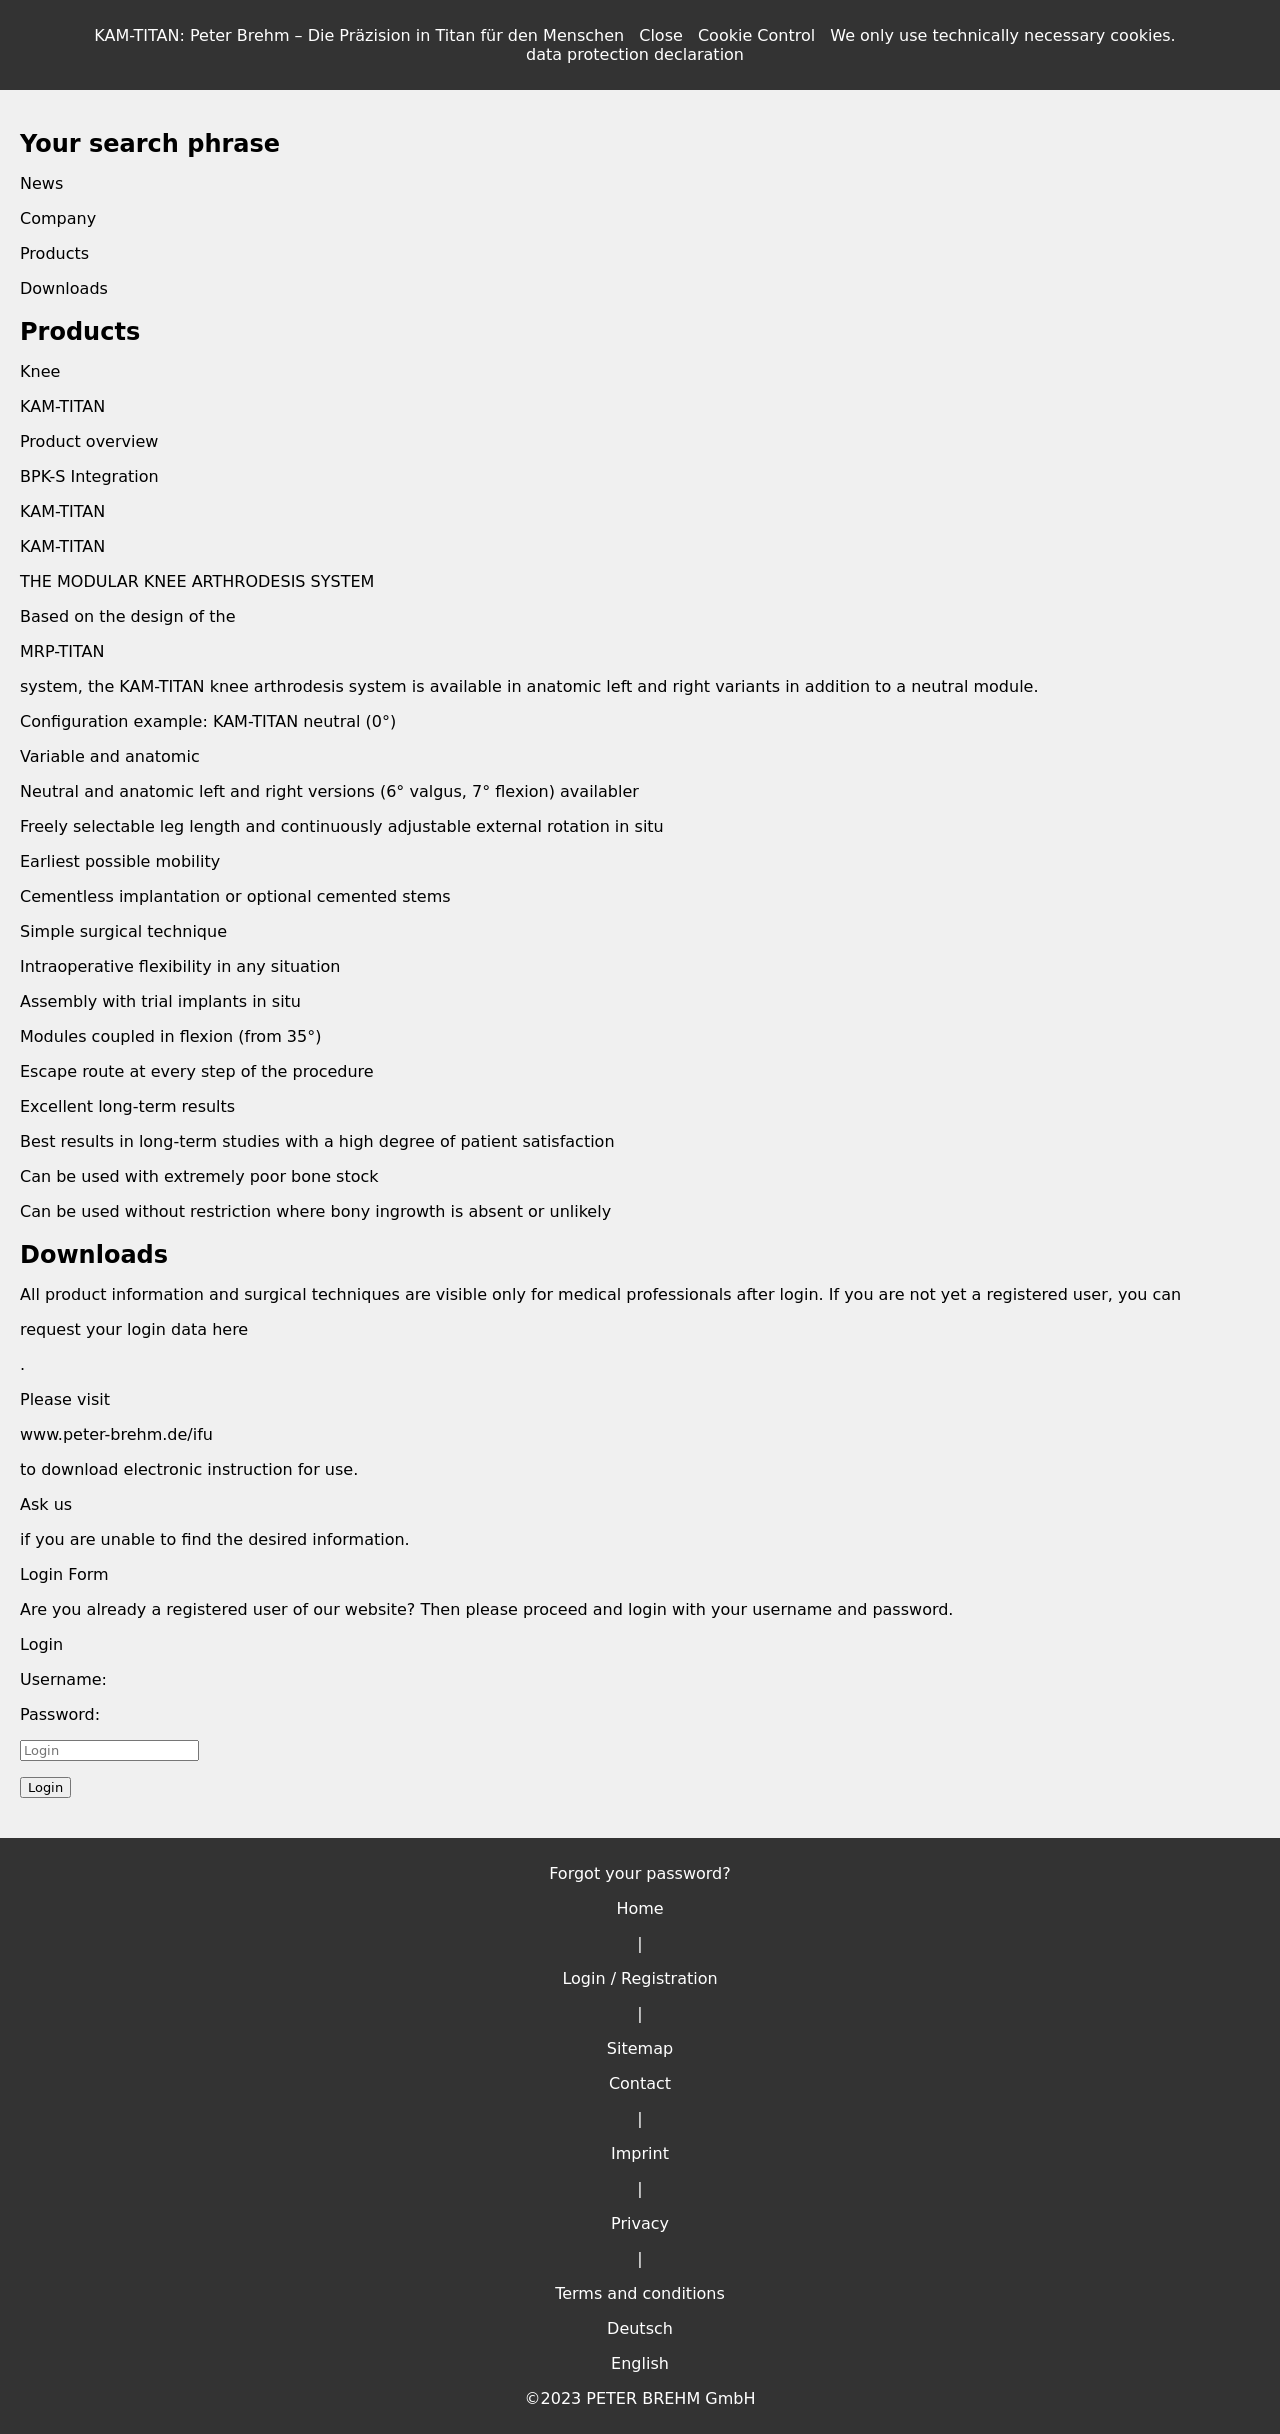 KAM-TITAN: Peter Brehm – Die Präzision in Titan für den Menschen Close Cookie Control We only use technically necessary cookies.
data protection declaration
Your search phrase
News
Company
Products
Downloads
Products
Knee
KAM-TITAN
Product overview
BPK-S Integration
KAM-TITAN
KAM-TITAN
THE MODULAR KNEE ARTHRODESIS SYSTEM
Based on the design of the
MRP-TITAN
system, the KAM-TITAN knee arthrodesis system is available in anatomic left and right variants in addition to a neutral module.
Configuration example: KAM-TITAN neutral (0°)
Variable and anatomic
Neutral and anatomic left and right versions (6° valgus, 7° flexion) availabler
Freely selectable leg length and continuously adjustable external rotation in situ
Earliest possible mobility
Cementless implantation or optional cemented stems
Simple surgical technique
Intraoperative flexibility in any situation
Assembly with trial implants in situ
Modules coupled in flexion (from 35°)
Escape route at every step of the procedure
Excellent long-term results
Best results in long-term studies with a high degree of patient satisfaction
Can be used with extremely poor bone stock
Can be used without restriction where bony ingrowth is absent or unlikely
Downloads
All product information and surgical techniques are visible only for medical professionals after login. If you are not yet a registered user, you can
request your login data here
.
Please visit
www.peter-brehm.de/ifu
to download electronic instruction for use.
Ask us
if you are unable to find the desired information.
Login Form
Are you already a registered user of our website? Then please proceed and login with your username and password.
Login
Username:
Password:
Login
Login
Forgot your password?
Home
|
Login / Registration
|
Sitemap
Contact
|
Imprint
|
Privacy
|
Terms and conditions
Deutsch
English
©2023 PETER BREHM GmbH